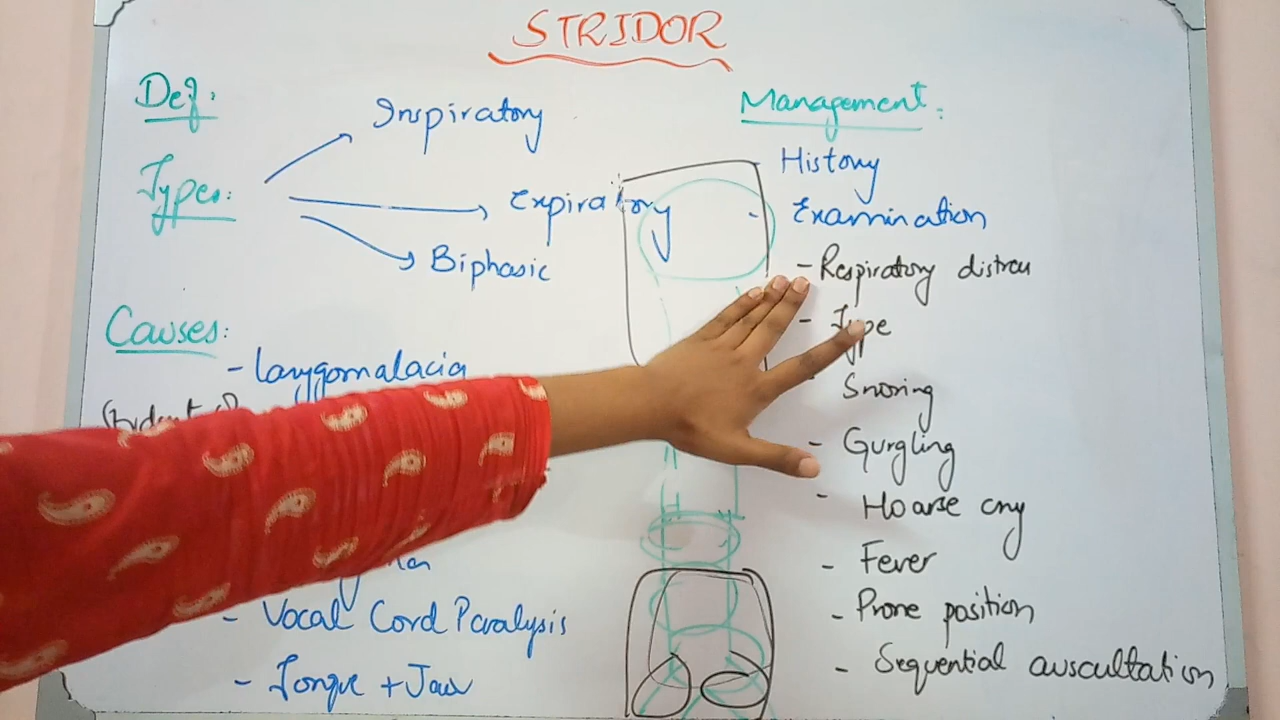 STRIDOR
Def:
Types:
Inspiratory
Expiratory
Biphasic
Causes:
- larygomalacia
- Vocal Cord Paralysis
- Tongue + Jaw
Management:
History
Examination
- Respiratory distress
- Type
- Snoring
- Gurgling
- Hoarse cry
- Fever
- Prone position
- Sequential auscultation